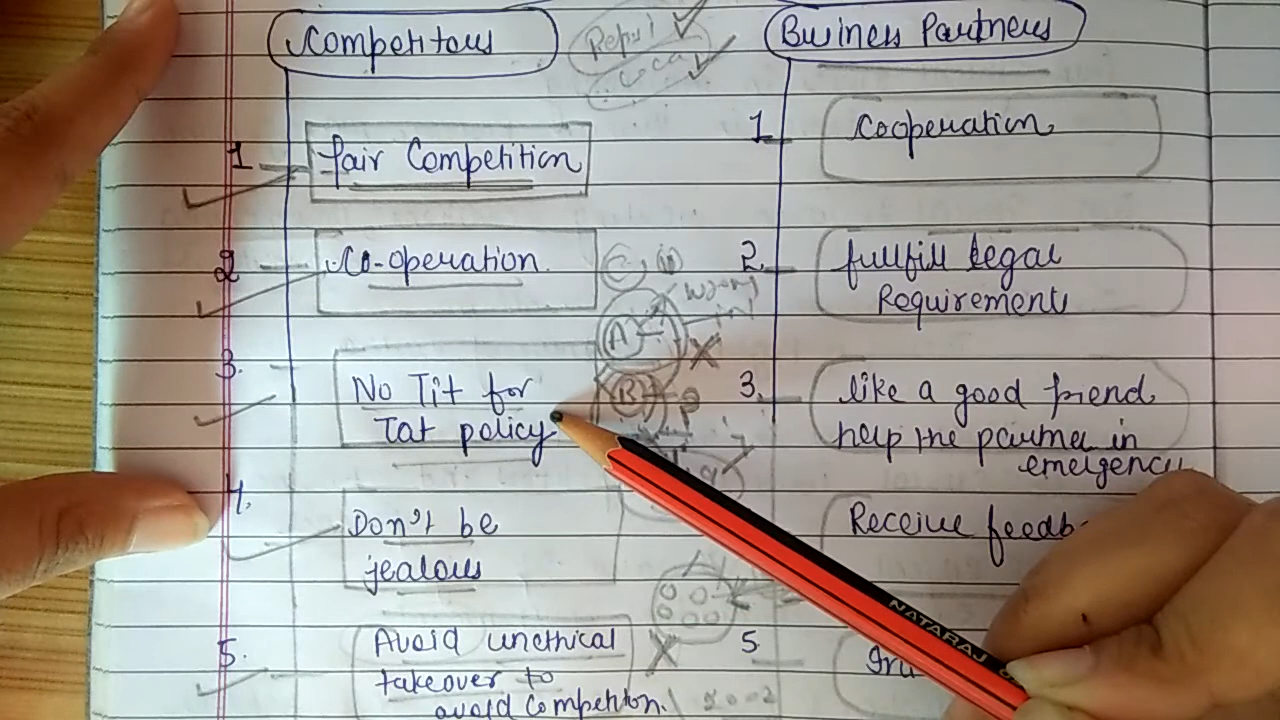 Competitors
Business Partners
1 fair Competition
2 Co-operation
3. No Tit for
Tat policy
4. Don't be
jealous
5. Avoid unethical
takeover to
avoid Competition.
1 Cooperation
2. fullfill Legal
Requirement
3. like a good friend
help the partner in
emergency
Receive
5
A
B
NATARAJ